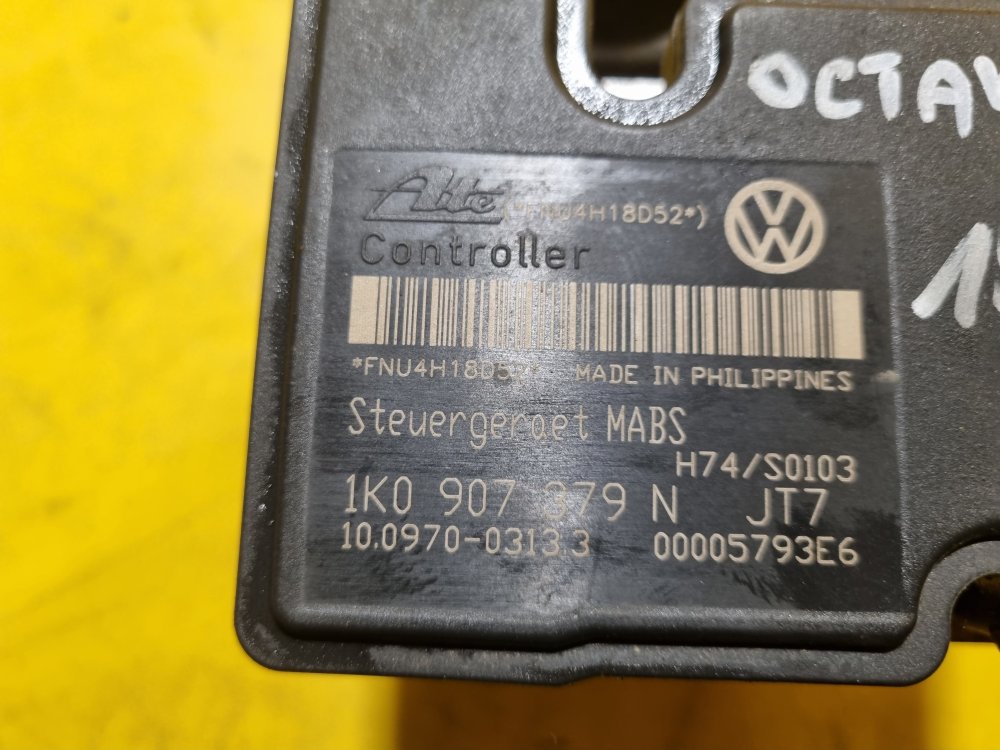 OCTAV
Ate (*FNU4H18D52*)
Controller
*FNU4H18D52* MADE IN PHILIPPINES
Steuergeraet MABS
H74/S0103
1K0 907 379 N JT7
10.0970-0313.3 00005793E6